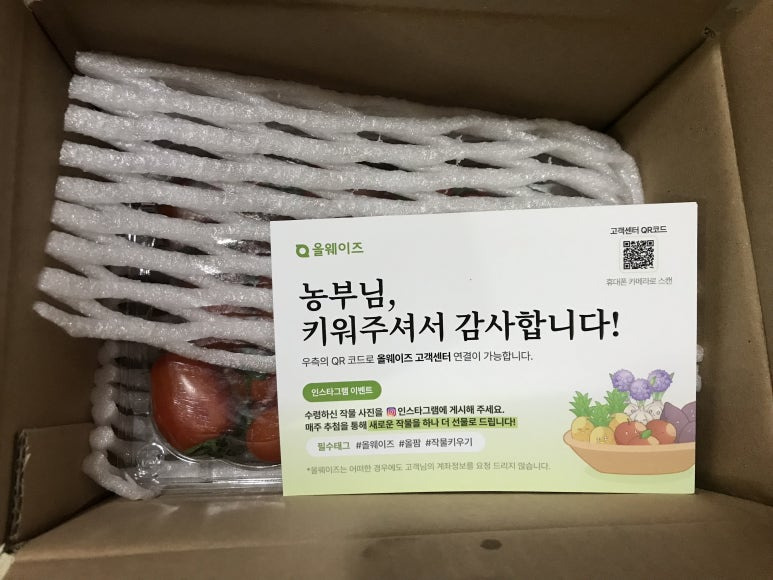 올웨이즈
고객센터 QR코드
휴대폰 카메라로 스캔
농부님,
키워주셔서 감사합니다!
우측의 QR 코드로 올웨이즈 고객센터 연결이 가능합니다.
인스타그램 이벤트
수령하신 작물 사진을 인스타그램에 게시해 주세요.
매주 추첨을 통해 새로운 작물을 하나 더 선물로 드립니다!
필수태그 #올웨이즈 #올팜 #작물키우기
*올웨이즈는 어떠한 경우에도 고객님의 계좌정보를 요청 드리지 않습니다.